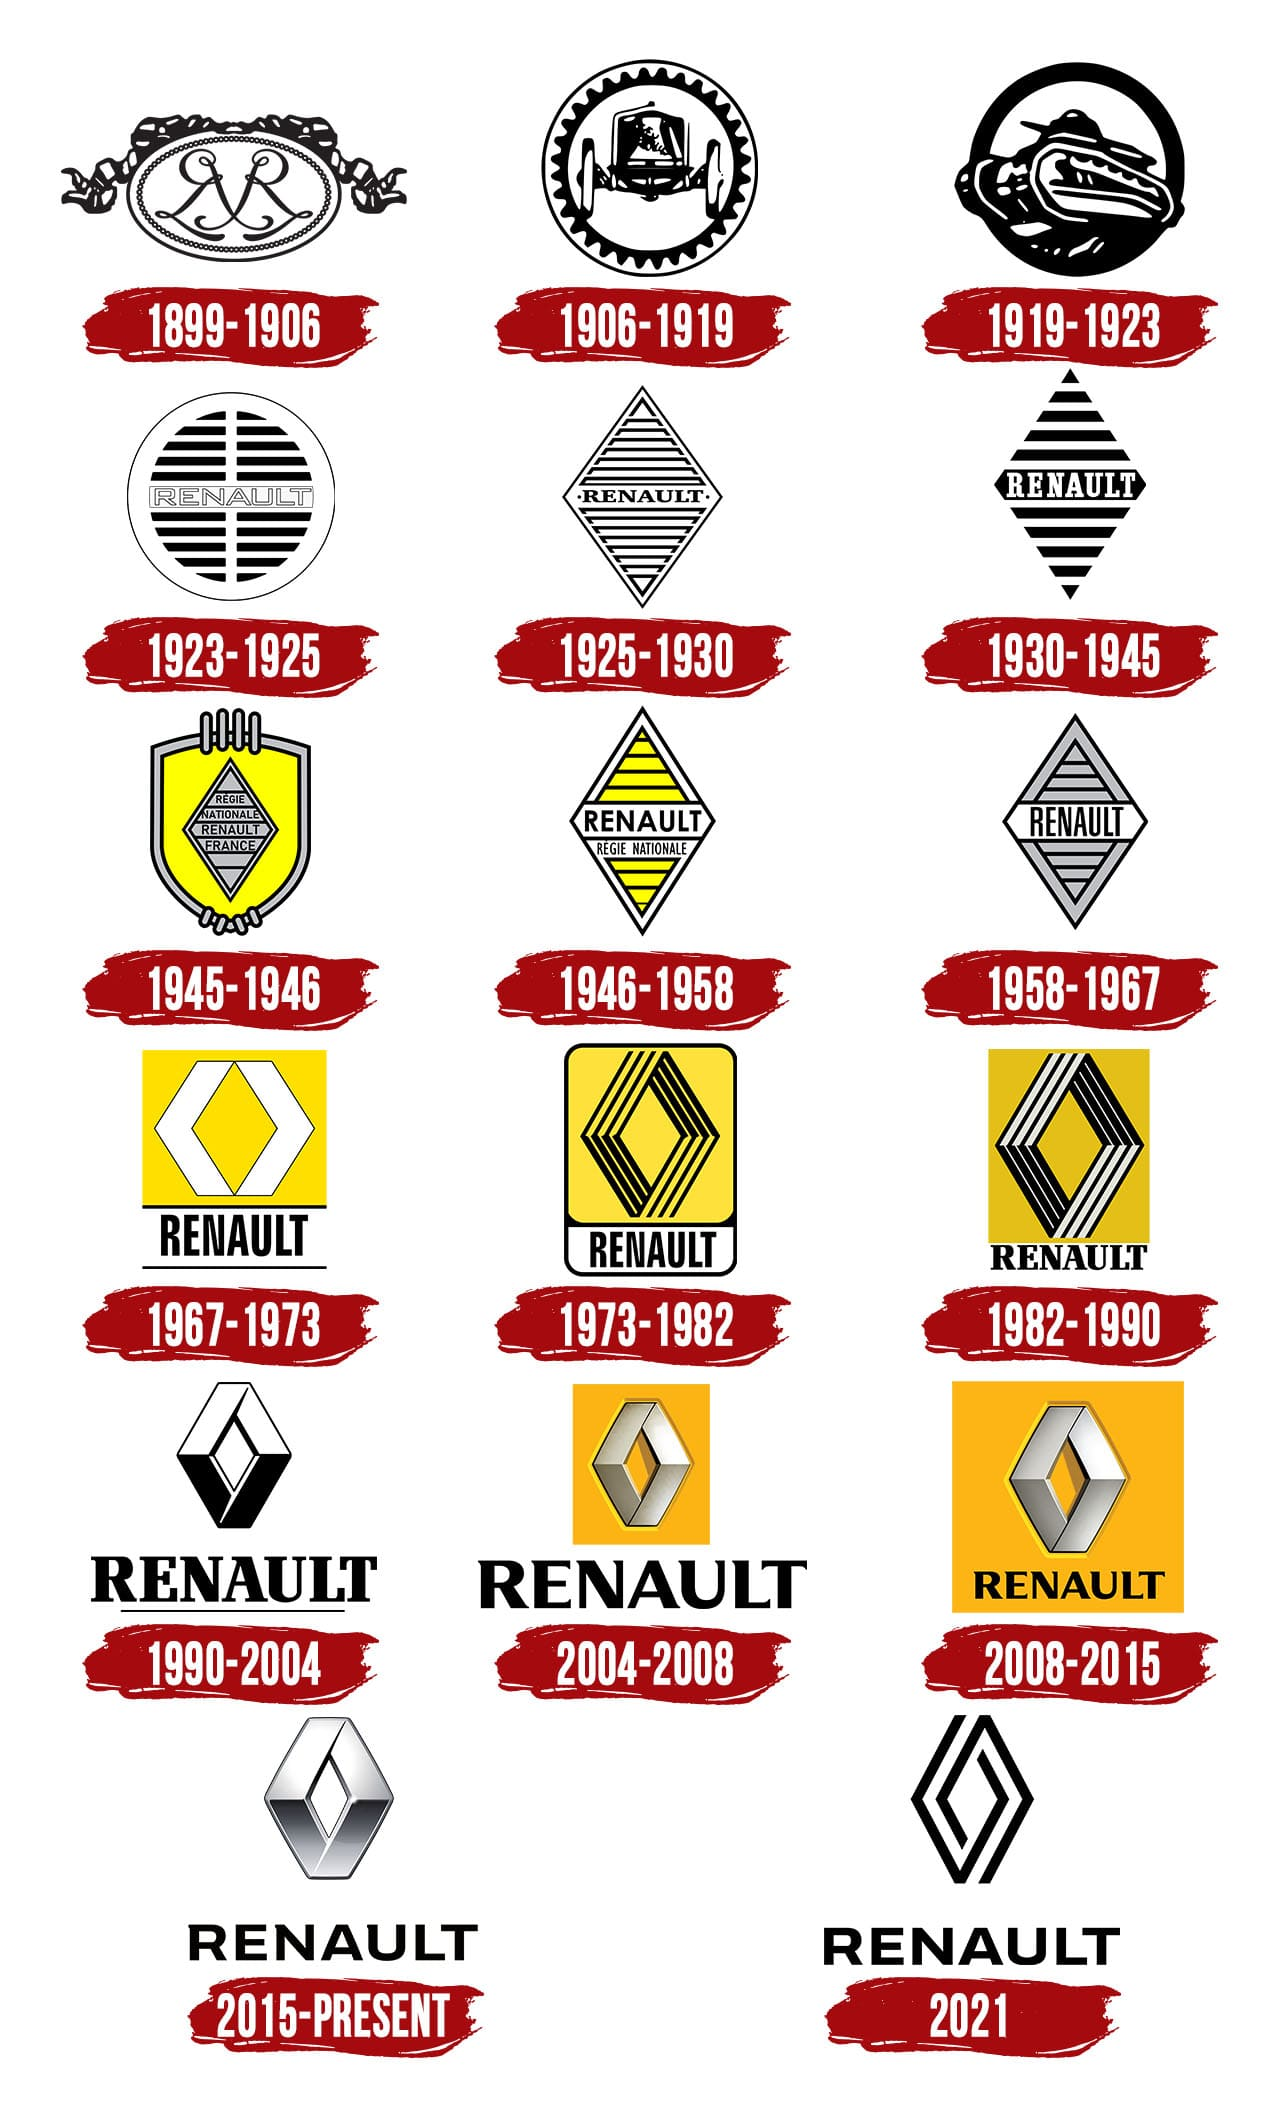 RR
1899-1906
1906-1919
1919-1923
RENAULT
·RENAULT·
RENAULT
1923-1925
1925-1930
1930-1945
RÉGIE
NATIONALE
RENAULT
FRANCE
RENAULT
RÉGIE NATIONALE
RENAULT
1945-1946
1946-1958
1958-1967
RENAULT
RENAULT
RENAULT
1967-1973
1973-1982
1982-1990
RENAULT
RENAULT
RENAULT
1990-2004
2004-2008
2008-2015
RENAULT
RENAULT
2015-PRESENT
2021